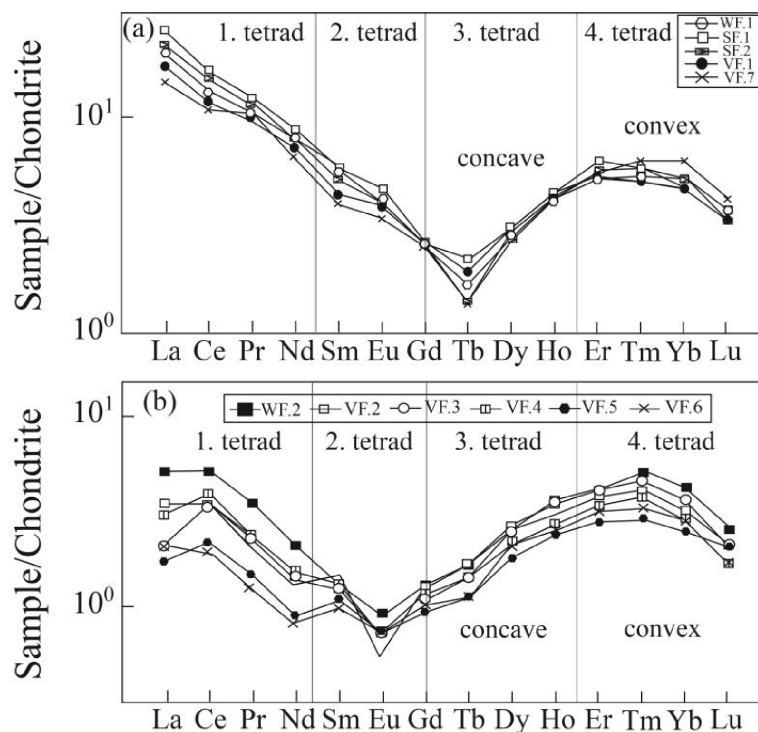 (a) 1. tetrad 2. tetrad 3. tetrad 4. tetrad
WF.1
SF.1
SF.2
VF.1
VF.7
10¹
convex
concave
Sample/Chondrite
10⁰
La Ce Pr Nd Sm Eu Gd Tb Dy Ho Er Tm Yb Lu
(b) WF.2 VF.2 VF.3 VF.4 VF.5 VF.6
10¹
1. tetrad 2. tetrad 3. tetrad 4. tetrad
Sample/Chondrite
10⁰
concave convex
La Ce Pr Nd Sm Eu Gd Tb Dy Ho Er Tm Yb Lu